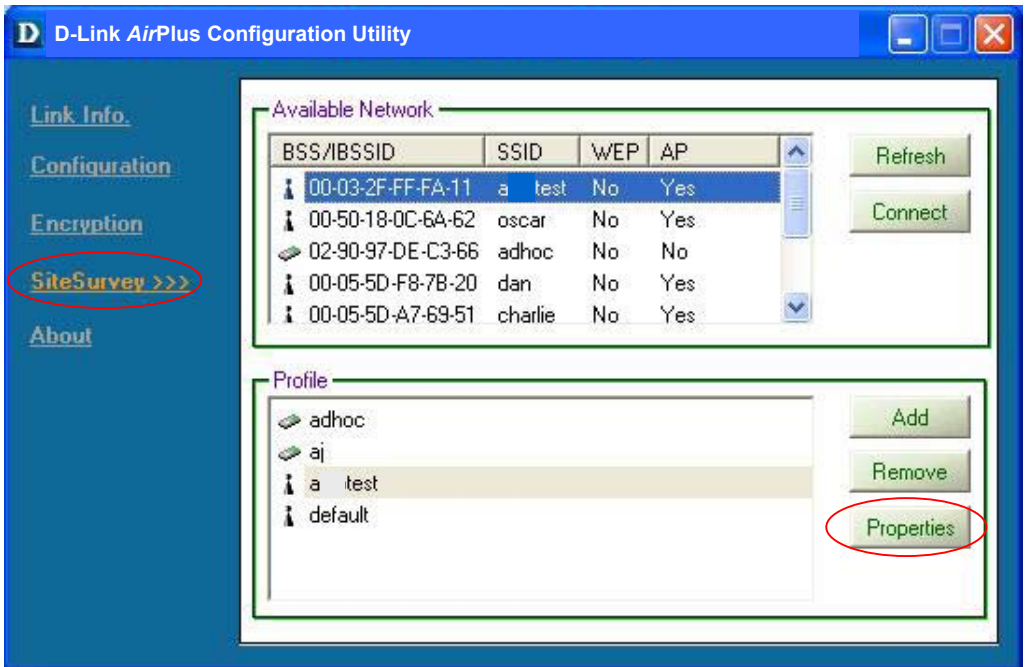 D D-Link AirPlus Configuration Utility
Link Info.
Configuration
Encryption
SiteSurvey >>>
About
Available Network
BSS/IBSSID SSID WEP AP
00-03-2F-FF-FA-11 a test No Yes
00-50-18-0C-6A-62 oscar No Yes
02-90-97-DE-C3-66 adhoc No No
00-05-5D-F8-7B-20 dan No Yes
00-05-5D-A7-69-51 charlie No Yes
Refresh
Connect
Profile
adhoc
aj
a test
default
Add
Remove
Properties